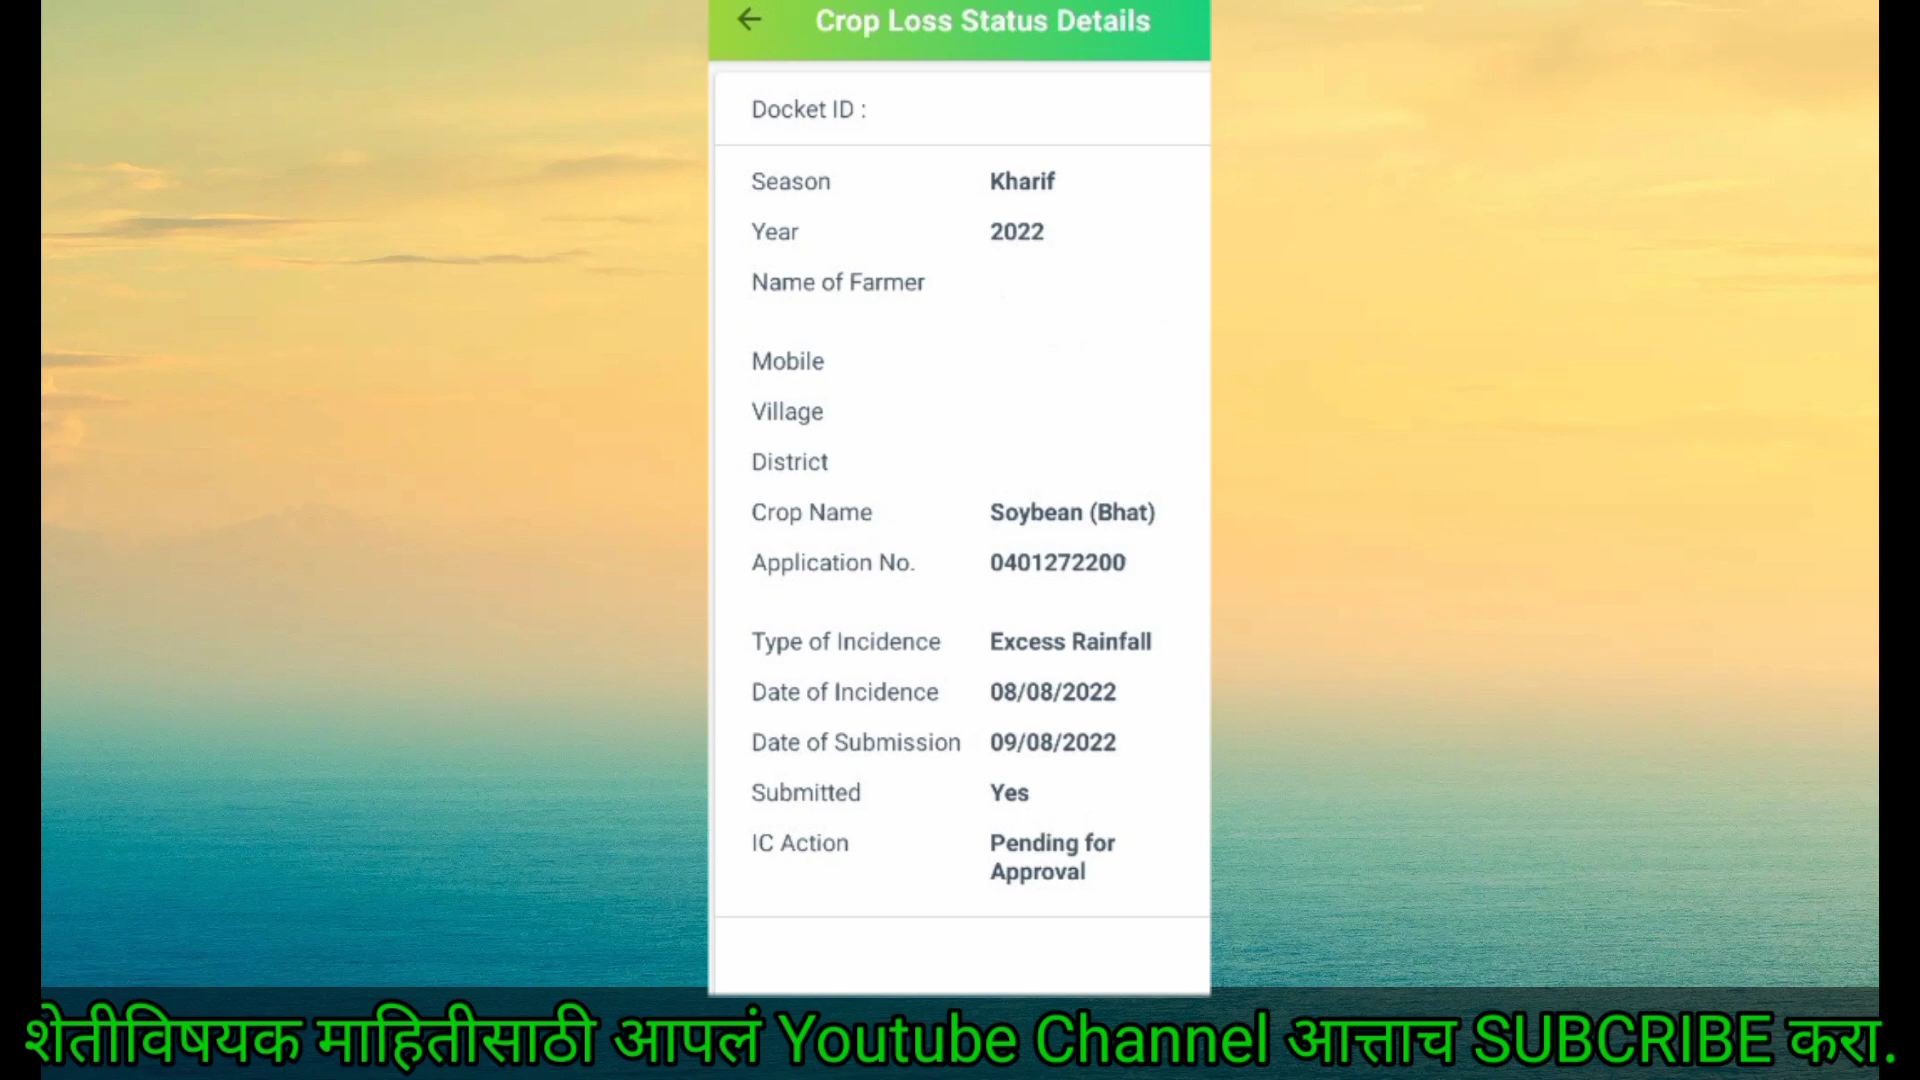 Crop Loss Status Details
Docket ID :
Season Kharif
Year 2022
Name of Farmer
Mobile
Village
District
Crop Name Soybean (Bhat)
Application No. 0401272200
Type of Incidence Excess Rainfall
Date of Incidence 08/08/2022
Date of Submission 09/08/2022
Submitted Yes
IC Action Pending for
Approval
शेतीविषयक माहितीसाठी आपलं Youtube Channel आत्ताच SUBCRIBE करा.